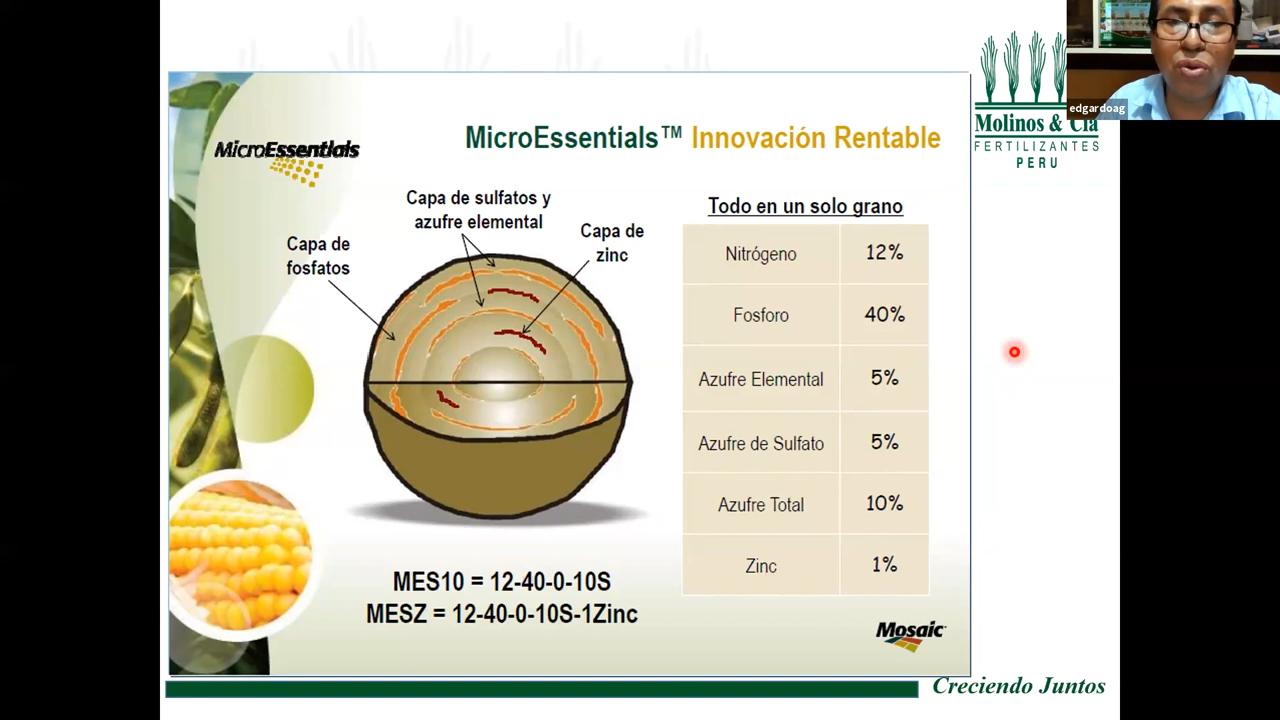 edgardoag
Molinos & Cía
FERTILIZANTES
PERU
MicroEssentials
MicroEssentials™ Innovación Rentable
Capa de sulfatos y
azufre elemental
Capa de
zinc
Capa de
fosfatos
Todo en un solo grano
Nitrógeno 12%
Fosforo 40%
Azufre Elemental 5%
Azufre de Sulfato 5%
Azufre Total 10%
Zinc 1%
MES10 = 12-40-0-10S
MESZ = 12-40-0-10S-1Zinc
Mosaic
Creciendo Juntos